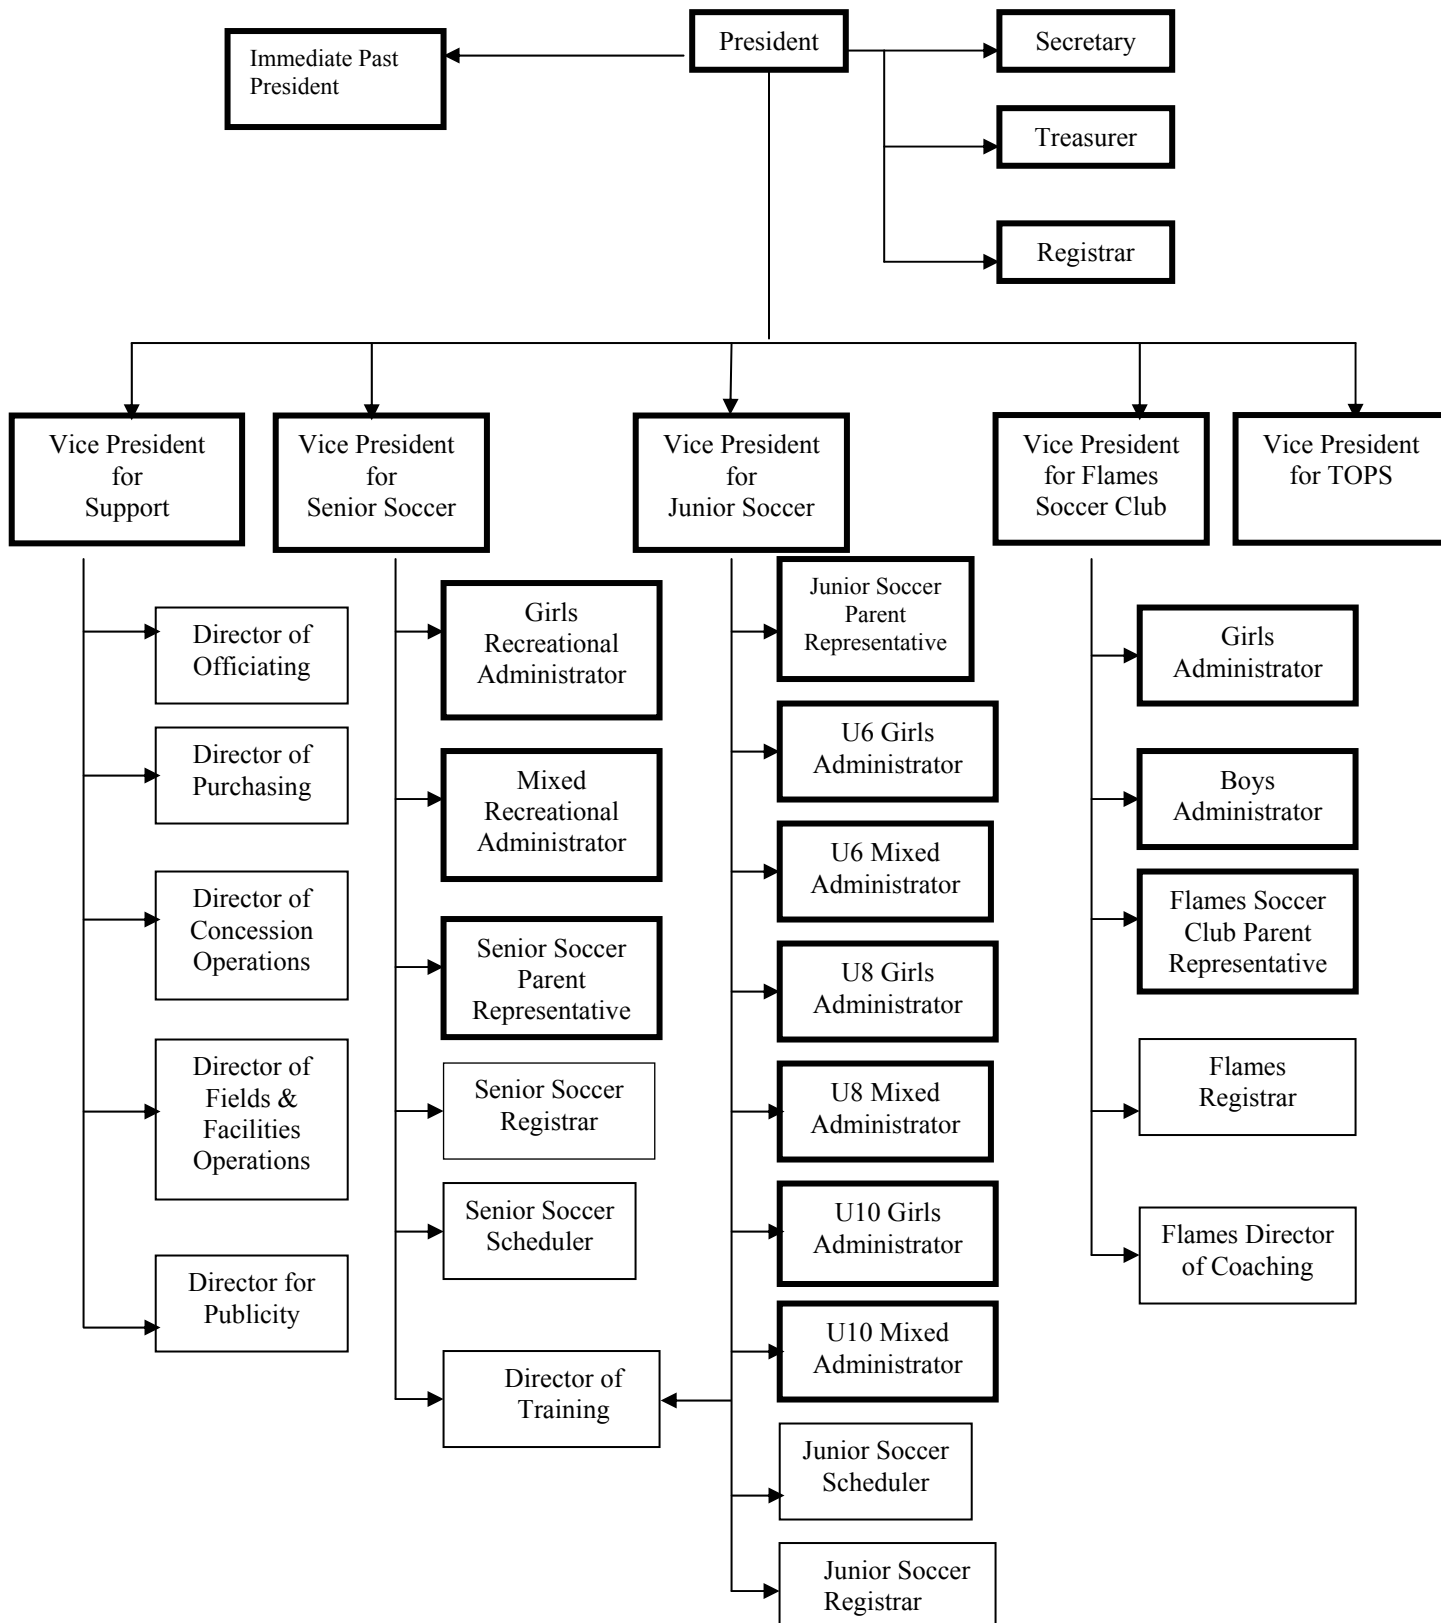 President
Secretary
Immediate Past
President
Treasurer
Registrar
Vice President
for
Support
Vice President
for
Senior Soccer
Vice President
for
Junior Soccer
Vice President
for Flames
Soccer Club
Vice President
for TOPS
Director of
Officiating
Director of
Purchasing
Director of
Concession
Operations
Director of
Fields &
Facilities
Operations
Director for
Publicity
Girls
Recreational
Administrator
Mixed
Recreational
Administrator
Senior Soccer
Parent
Representative
Senior Soccer
Registrar
Senior Soccer
Scheduler
Director of
Training
Junior Soccer
Parent
Representative
U6 Girls
Administrator
U6 Mixed
Administrator
U8 Girls
Administrator
U8 Mixed
Administrator
U10 Girls
Administrator
U10 Mixed
Administrator
Junior Soccer
Scheduler
Junior Soccer
Registrar
Girls
Administrator
Boys
Administrator
Flames Soccer
Club Parent
Representative
Flames
Registrar
Flames Director
of Coaching